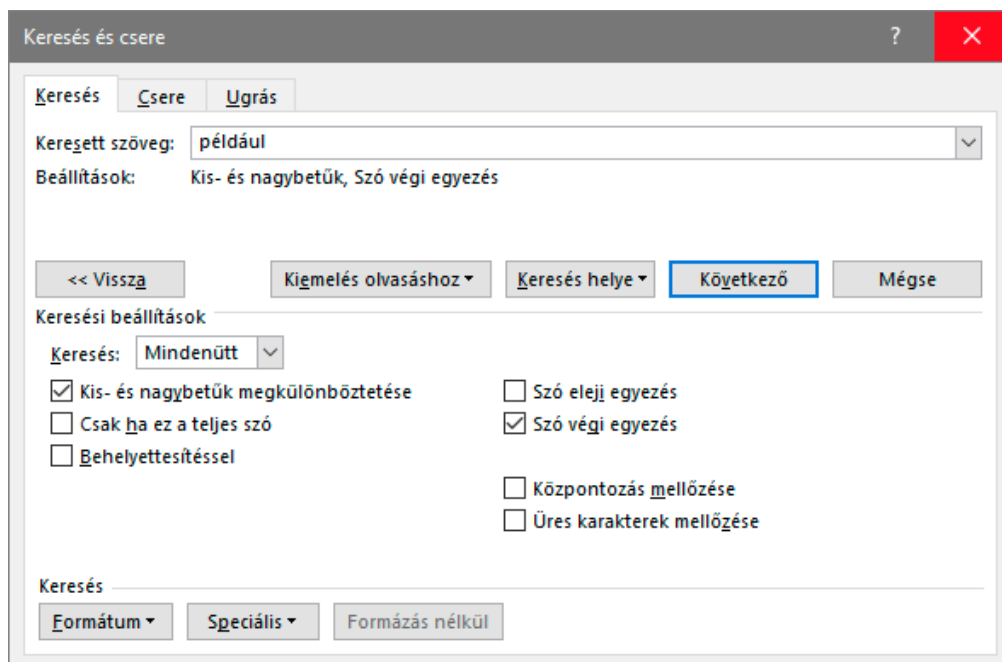 Keresés és csere ?
Keresés Csere Ugrás
Keresett szöveg: például
Beállítások: Kis- és nagybetűk, Szó végi egyezés
<< Vissza Kiemelés olvasáshoz Keresés helye Következő Mégse
Keresési beállítások
Keresés: Mindenütt
Kis- és nagybetűk megkülönböztetése Szó eleji egyezés
Csak ha ez a teljes szó Szó végi egyezés
Behelyettesítéssel
Központozás mellőzése
Üres karakterek mellőzése
Keresés
Formátum Speciális Formázás nélkül